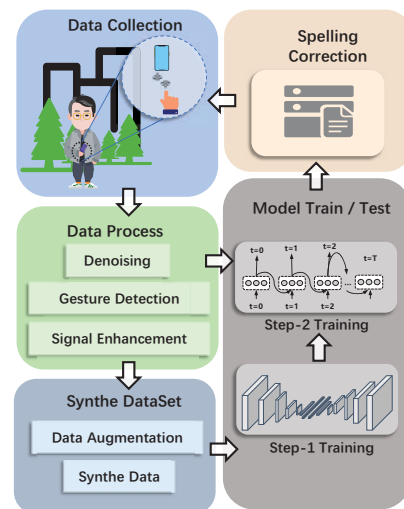 Data Collection
Spelling
Correction
Data Process
Denoising
Gesture Detection
Signal Enhancement
Model Train / Test
t=0
t=1
t=2
t=T
...
t=0
t=1
t=2
Step-2 Training
Synthe DataSet
Data Augmentation
Synthe Data
Step-1 Training